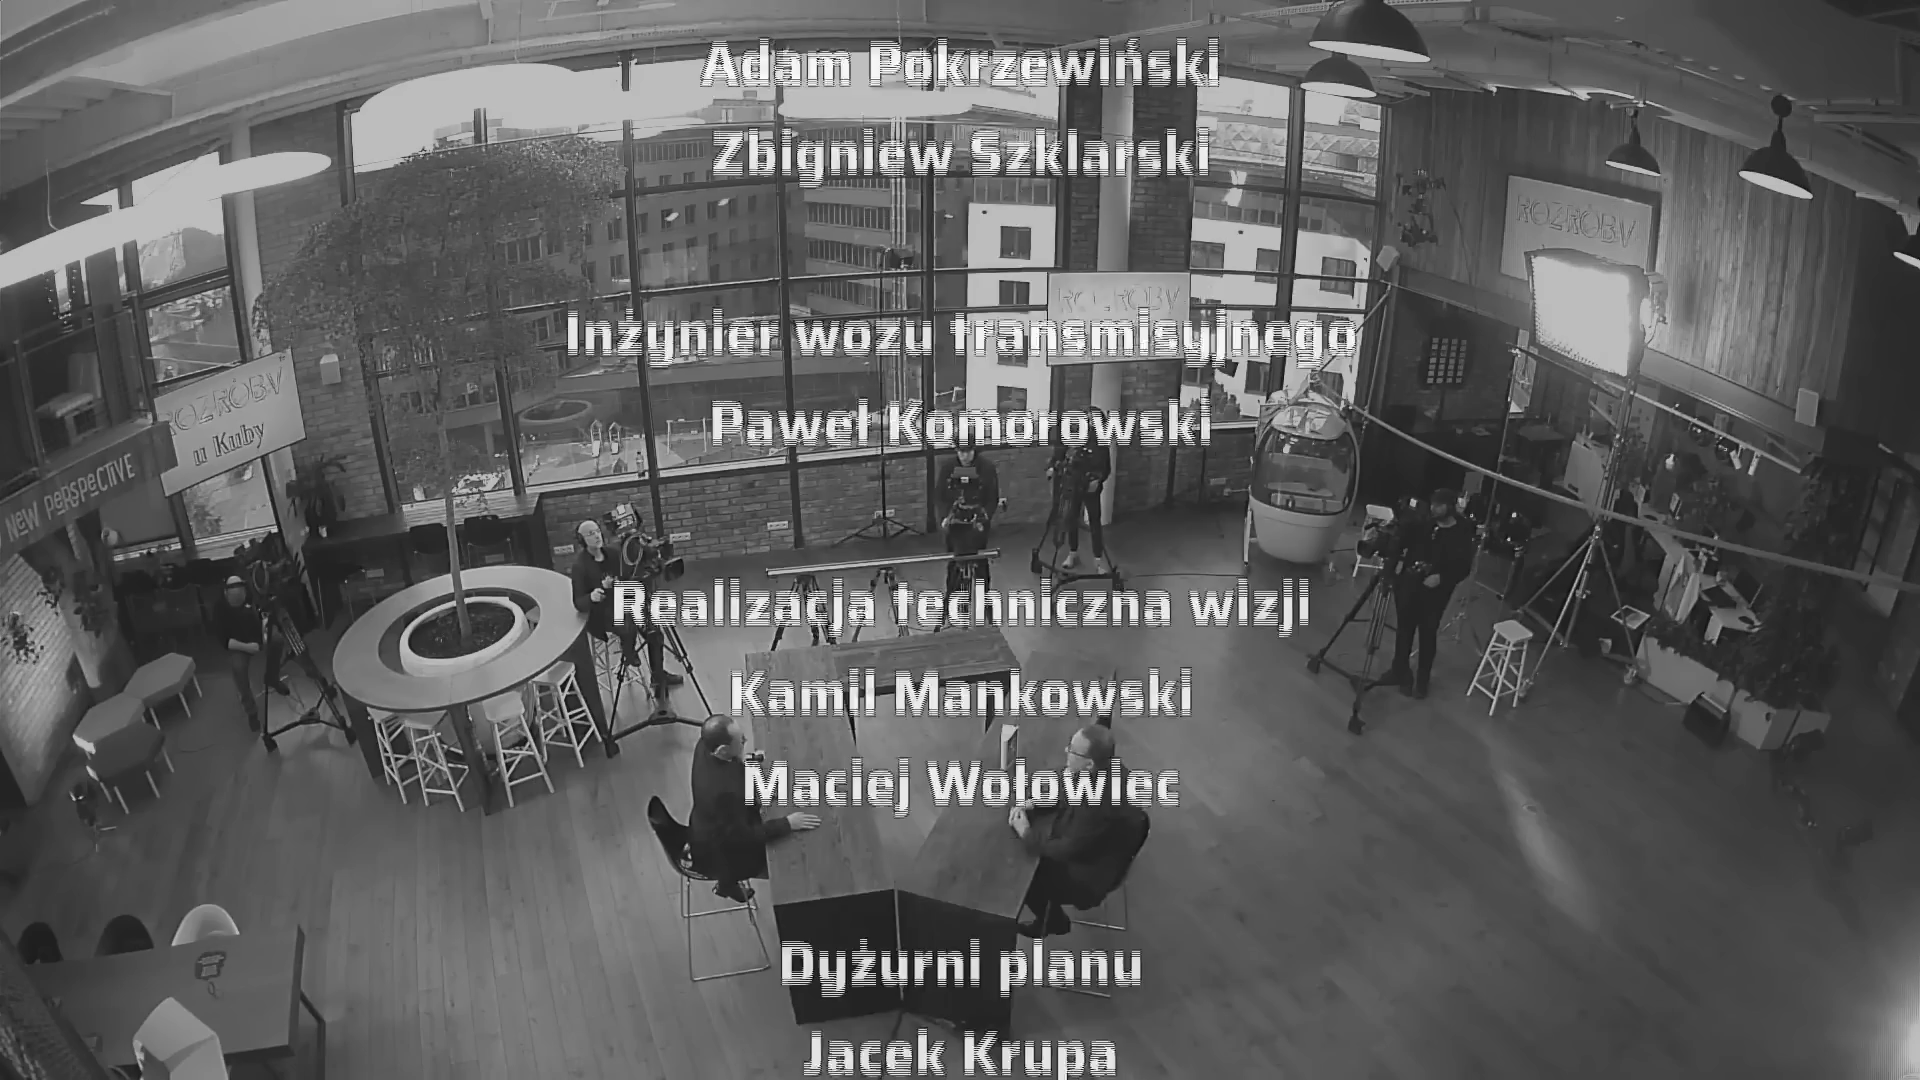 Adam Pokrzewiński
Zbigniew Szklarski
ROZRÓBY
ROZRÓBY
Inżynier wozu transmisyjnego
ROZRÓBY
u Kuby
Paweł Komorowski
NEW PERSPECTIVE
Realizacja techniczna wizji
Kamil Mańkowski
Maciej Wołowiec
Dyżurni planu
Jacek Krupa